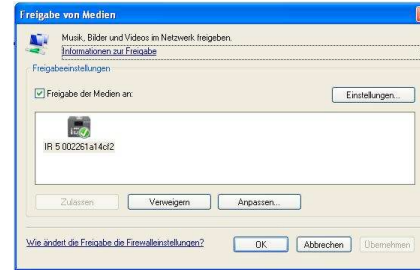 Freigabe von Medien
Musik, Bilder und Videos im Netzwerk freigeben.
Informationen zur Freigabe
Freigabeeinstellungen
Freigabe der Medien an:
Einstellungen...
IR 5 002261a14cf2
Zulassen
Verweigern
Anpassen...
Wie ändert die Freigabe die Firewalleinstellungen?
OK
Abbrechen
Übernehmen